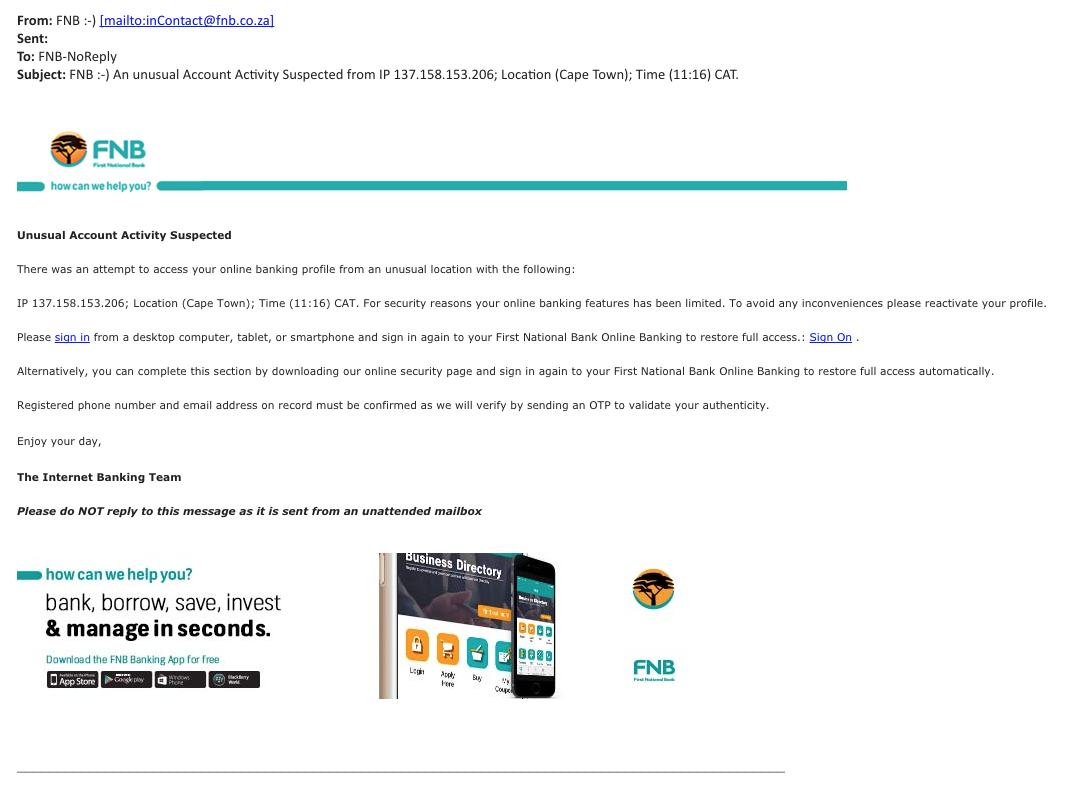 From: FNB :-) [mailto:inContact@fnb.co.za]
Sent:
To: FNB-NoReply
Subject: FNB :-) An unusual Account Activity Suspected from IP 137.158.153.206; Location (Cape Town); Time (11:16) CAT.
FNB
First National Bank
how can we help you?
Unusual Account Activity Suspected
There was an attempt to access your online banking profile from an unusual location with the following:
IP 137.158.153.206; Location (Cape Town); Time (11:16) CAT. For security reasons your online banking features has been limited. To avoid any inconveniences please reactivate your profile.
Please sign in from a desktop computer, tablet, or smartphone and sign in again to your First National Bank Online Banking to restore full access.: Sign On .
Alternatively, you can complete this section by downloading our online security page and sign in again to your First National Bank Online Banking to restore full access automatically.
Registered phone number and email address on record must be confirmed as we will verify by sending an OTP to validate your authenticity.
Enjoy your day,
The Internet Banking Team
Please do NOT reply to this message as it is sent from an unattended mailbox
how can we help you?
bank, borrow, save, invest
& manage in seconds.
Download the FNB Banking App for free
App Store Google play Windows Phone BlackBerry World
Business Directory
Login
Apply Here
Buy
My
FNB
First National Bank